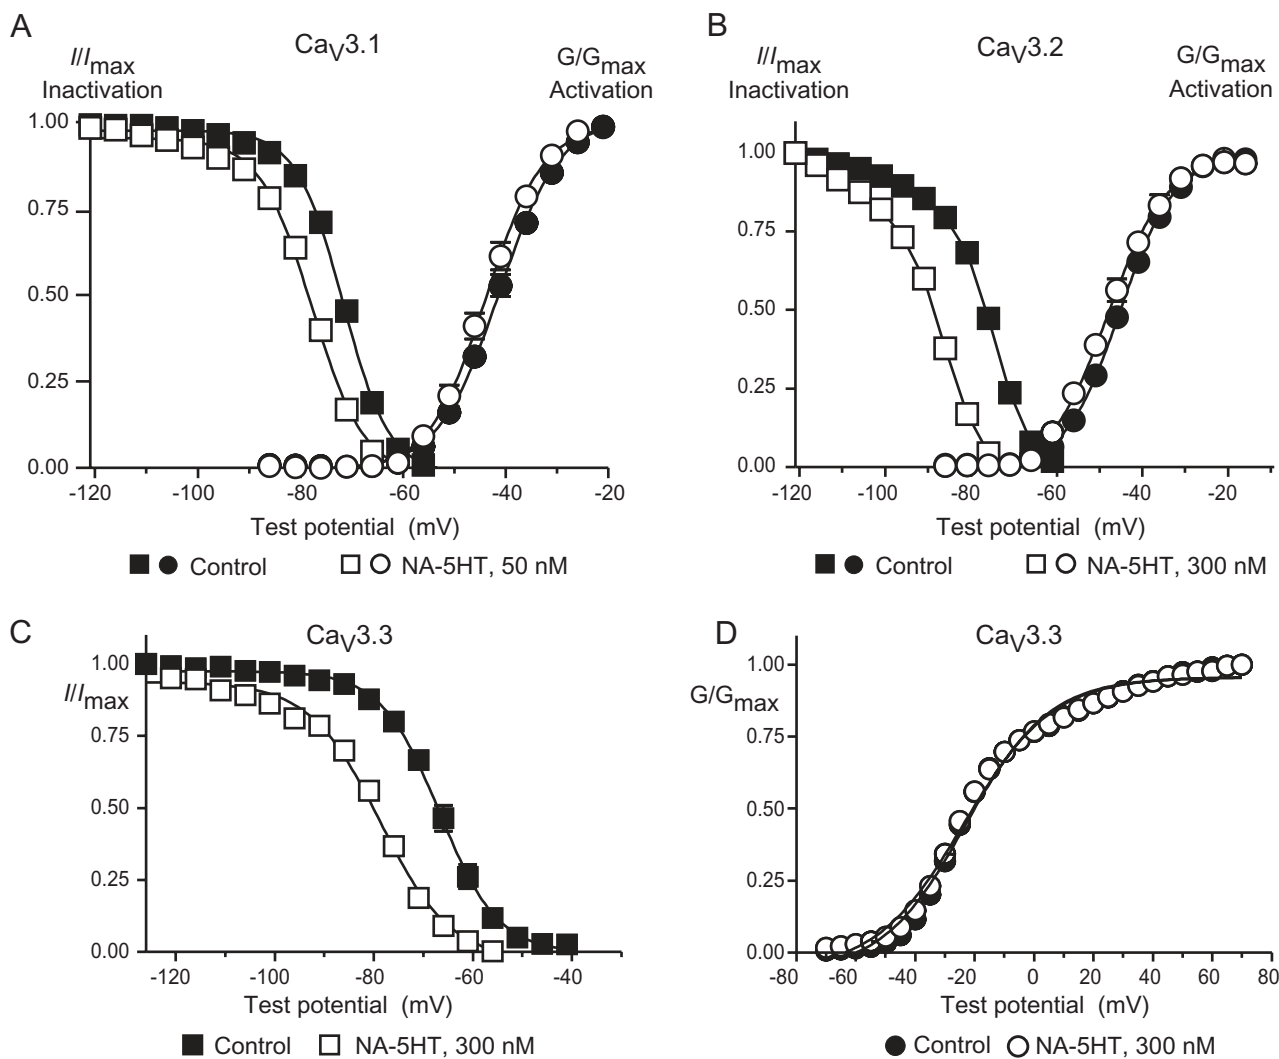 A
CaV3.1
I/Imax
Inactivation
G/Gmax
Activation
1.00
0.75
0.50
0.25
0.00
-120 -100 -80 -60 -40 -20
Test potential (mV)
Control NA-5HT, 50 nM
B
CaV3.2
I/Imax
Inactivation
G/Gmax
Activation
1.00
0.75
0.50
0.25
0.00
-120 -100 -80 -60 -40 -20
Test potential (mV)
Control NA-5HT, 300 nM
C
CaV3.3
1.00
I/Imax
0.75
0.50
0.25
0.00
-120 -100 -80 -60 -40
Test potential (mV)
Control NA-5HT, 300 nM
D
CaV3.3
1.00
G/Gmax
0.75
0.50
0.25
0.00
-80 -60 -40 -20 0 20 40 60 80
Test potential (mV)
Control NA-5HT, 300 nM